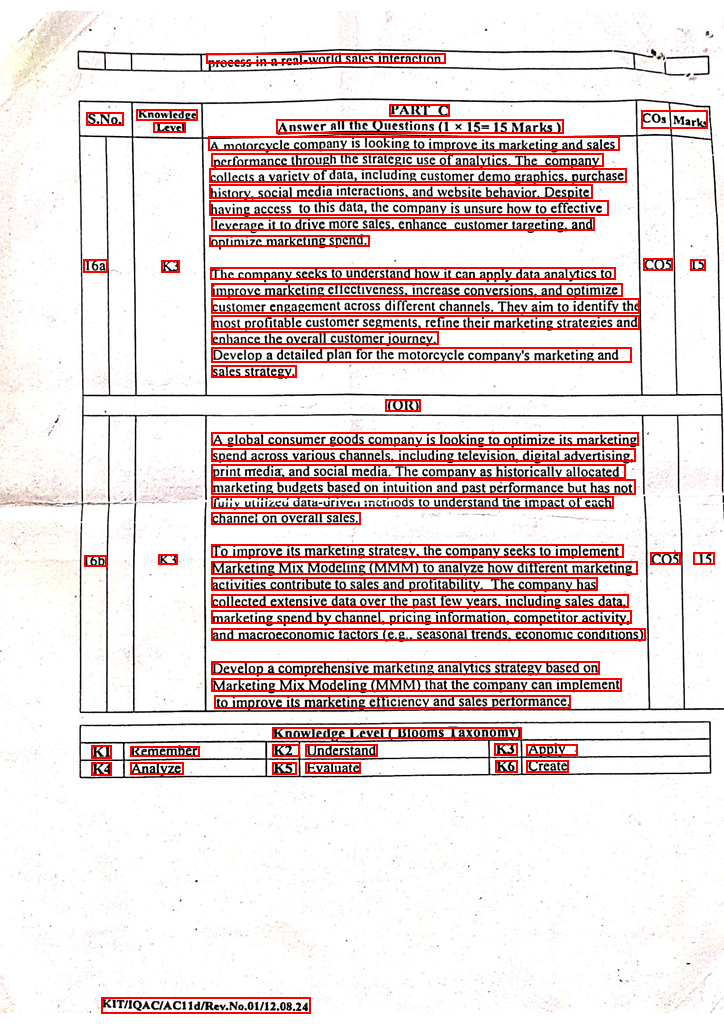 process in a real-world sales interaction.
PART C
S.No. Knowledge Level Answer all the Questions (1 × 15= 15 Marks ) COs Marks
A motorcycle company is looking to improve its marketing and sales
performance through the strategic use of analytics. The company
collects a variety of data, including customer demo graphics, purchase
history, social media interactions, and website behavior. Despite
having access to this data, the company is unsure how to effective
leverage it to drive more sales, enhance customer targeting, and
optimize marketing spend.
16a K3 CO5 15
The company seeks to understand how it can apply data analytics to
improve marketing effectiveness, increase conversions, and optimize
customer engagement across different channels. They aim to identify the
most profitable customer segments, refine their marketing strategies and
enhance the overall customer journey.
Develop a detailed plan for the motorcycle company's marketing and
sales strategy.
(OR)
A global consumer goods company is looking to optimize its marketing
spend across various channels, including television, digital advertising,
print media, and social media. The company as historically allocated
marketing budgets based on intuition and past performance but has not
fully utilized data-driven methods to understand the impact of each
channel on overall sales.
16b K3 CO5 15
To improve its marketing strategy, the company seeks to implement
Marketing Mix Modeling (MMM) to analyze how different marketing
activities contribute to sales and profitability. The company has
collected extensive data over the past few years, including sales data,
marketing spend by channel, pricing information, competitor activity,
and macroeconomic factors (e.g., seasonal trends, economic conditions)
Develop a comprehensive marketing analytics strategy based on
Marketing Mix Modeling (MMM) that the company can implement
to improve its marketing efficiency and sales performance.
Knowledge Level ( Blooms Taxonomy)
K1 Remember K2 Understand K3 Apply
K4 Analyze K5 Evaluate K6 Create
KIT/IQAC/AC11d/Rev.No.01/12.08.24